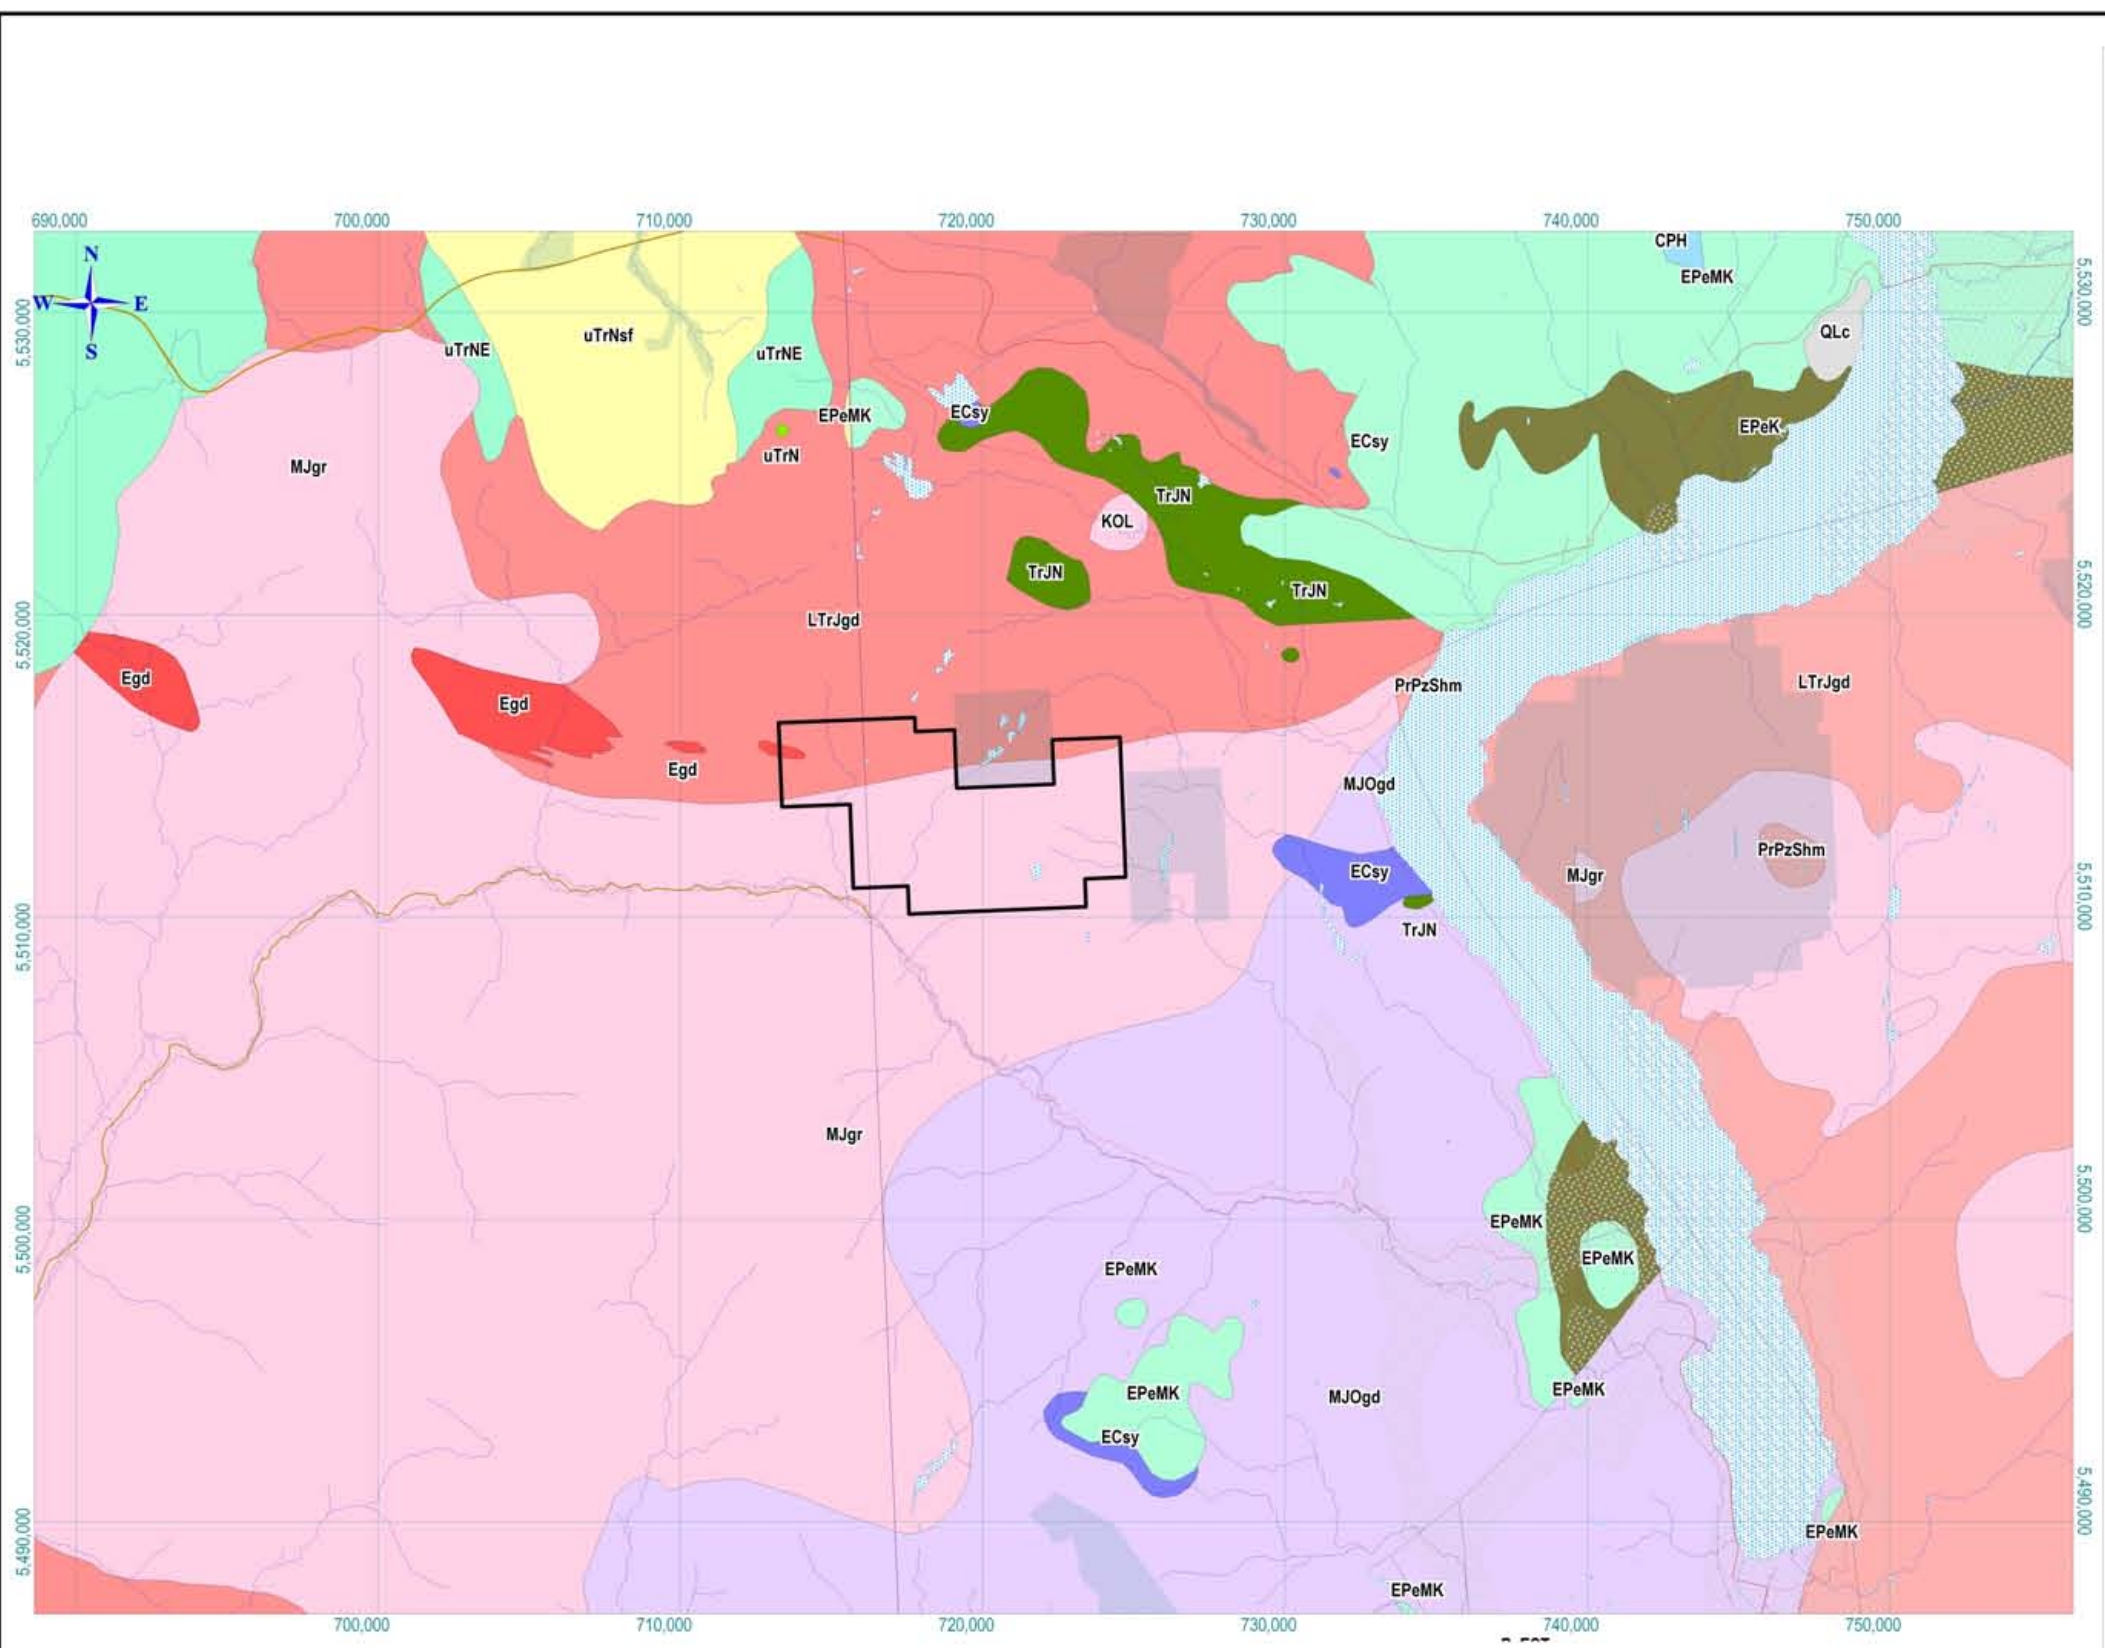 690,000 700,000 710,000 720,000 730,000 740,000 750,000
N
W E
S
CPH
EPeMK
5,530,000
5,530,000
QLc
uTrNsf
uTrNE
uTrNE
EPeMK
ECsy
EPeK
ECsy
uTrN
MJgr
TrJN
KOL
TrJN
TrJN
5,520,000
5,520,000
LTrJgd
Egd
LTrJgd
PrPzShm
Egd
Egd
MJOgd
PrPzShm
ECsy
MJgr
TrJN
5,510,000
5,510,000
MJgr
5,500,000
5,500,000
EPeMK
EPeMK
EPeMK
EPeMK
EPeMK
MJOgd
ECsy
5,490,000
5,490,000
EPeMK
EPeMK
700,000 710,000 720,000 730,000 740,000 750,000